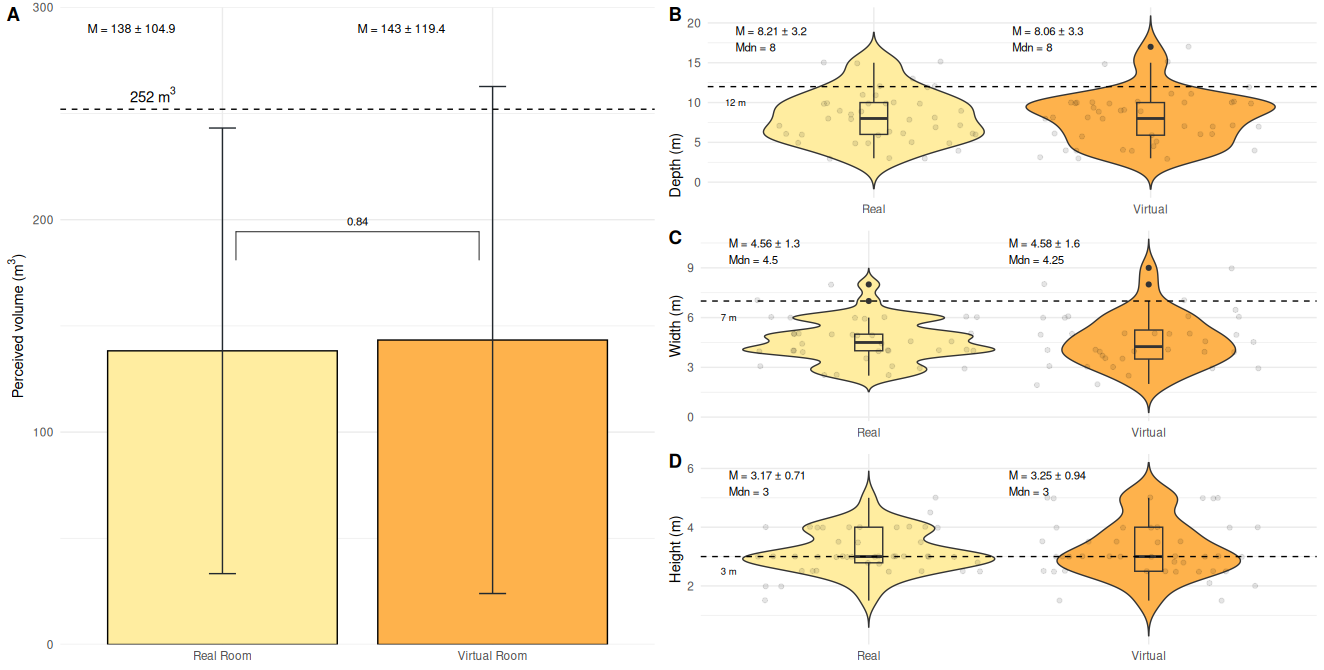 A
M = 138 ± 104.9
M = 143 ± 119.4
252 m³
0.84
Perceived volume (m³)
300
200
100
0
Real Room
Virtual Room
B
M = 8.21 ± 3.2
Mdn = 8
M = 8.06 ± 3.3
Mdn = 8
12 m
Depth (m)
20
15
10
5
0
Real
Virtual
C
M = 4.56 ± 1.3
Mdn = 4.5
M = 4.58 ± 1.6
Mdn = 4.25
7 m
Width (m)
9
6
3
0
Real
Virtual
D
M = 3.17 ± 0.71
Mdn = 3
M = 3.25 ± 0.94
Mdn = 3
3 m
Height (m)
6
4
2
Real
Virtual